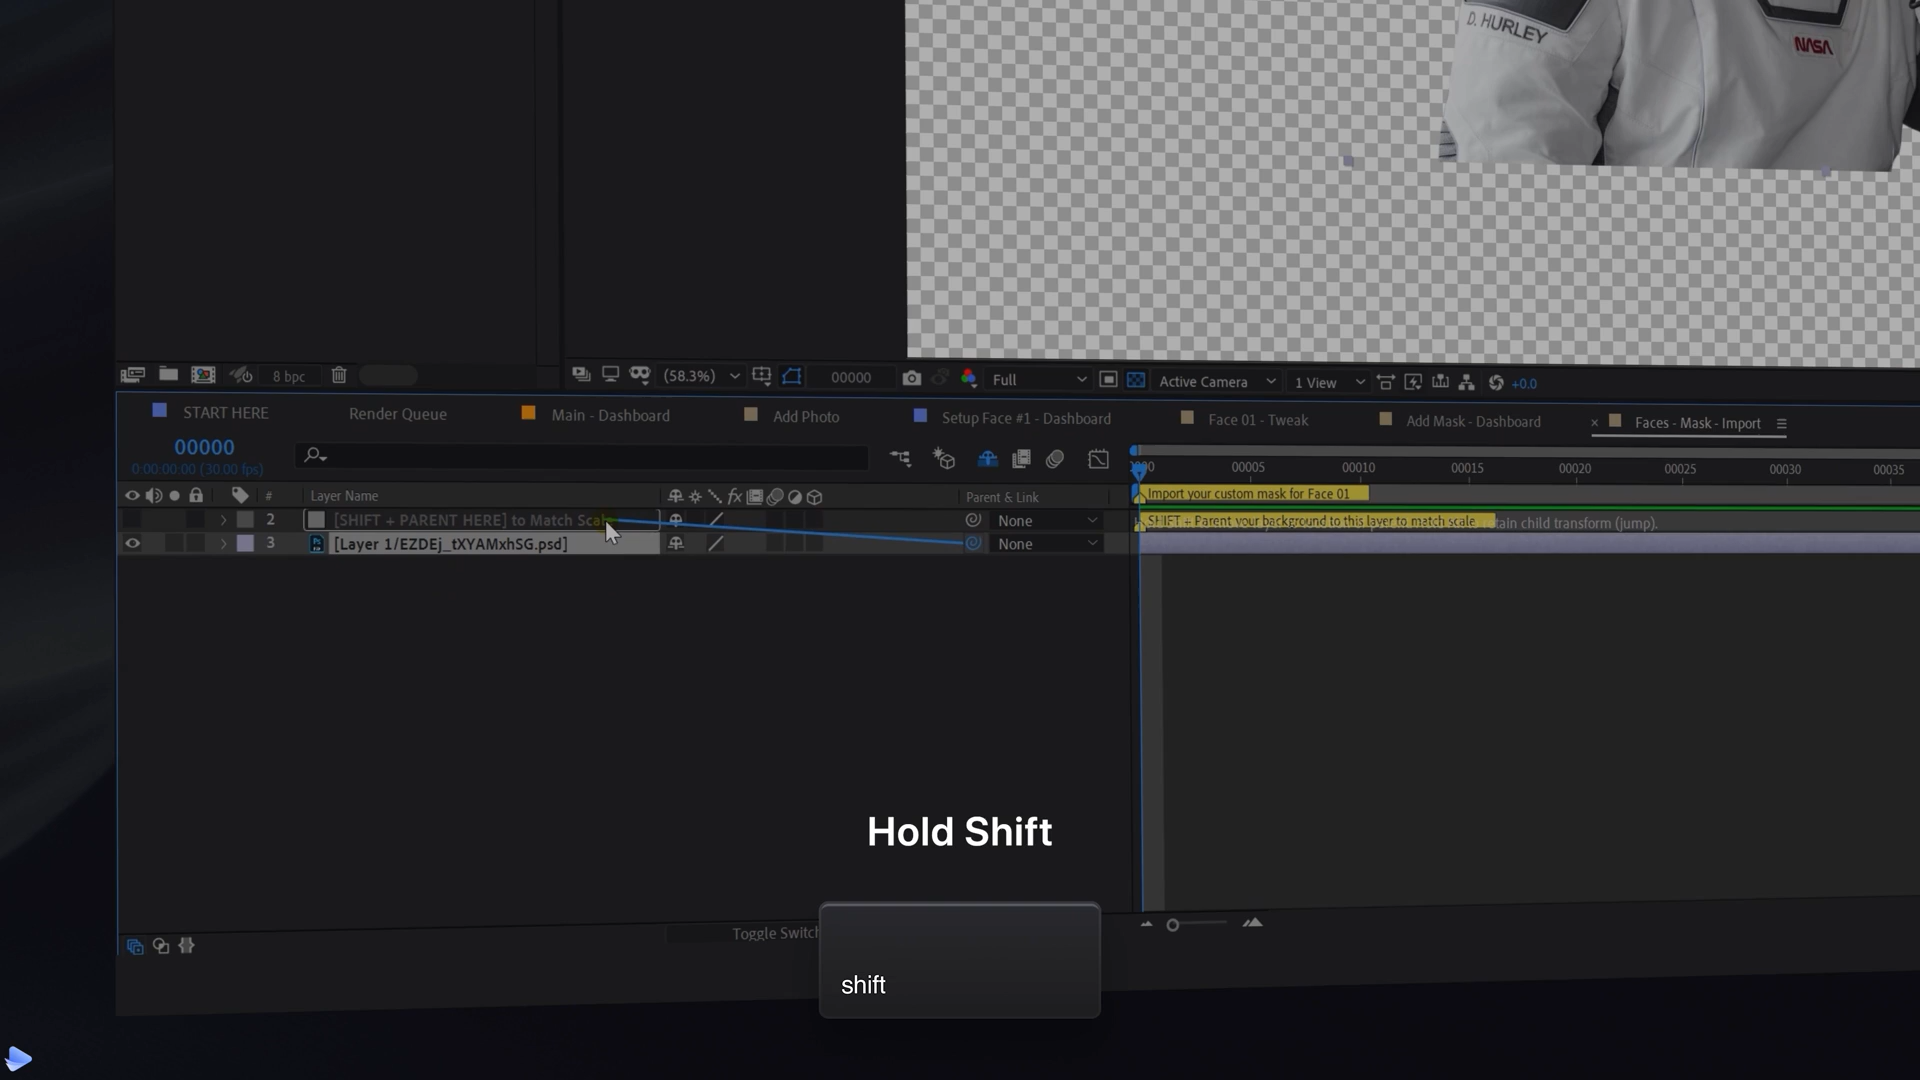 D. HURLEY
NASA
8 bpc
(58.3%)
00000
Full
Active Camera
1 View
+0.0
START HERE
Render Queue
Main - Dashboard
Add Photo
Setup Face #1 - Dashboard
Face 01 - Tweak
Add Mask - Dashboard
× Faces - Mask - Import
00000
0:00:00:00 (30.00 fps)
00005
00010
00015
00020
00025
00030
00035
# Layer Name
fx
Parent & Link
Import your custom mask for Face 01
2 [SHIFT + PARENT HERE] to Match Sca
None
SHIFT + Parent your background to this layer to match scale
tain child transform (Jump).
3 Ps [Layer 1/EZDEj_tXYAMxhSG.psd]
None
Hold Shift
Toggle Switch
shift